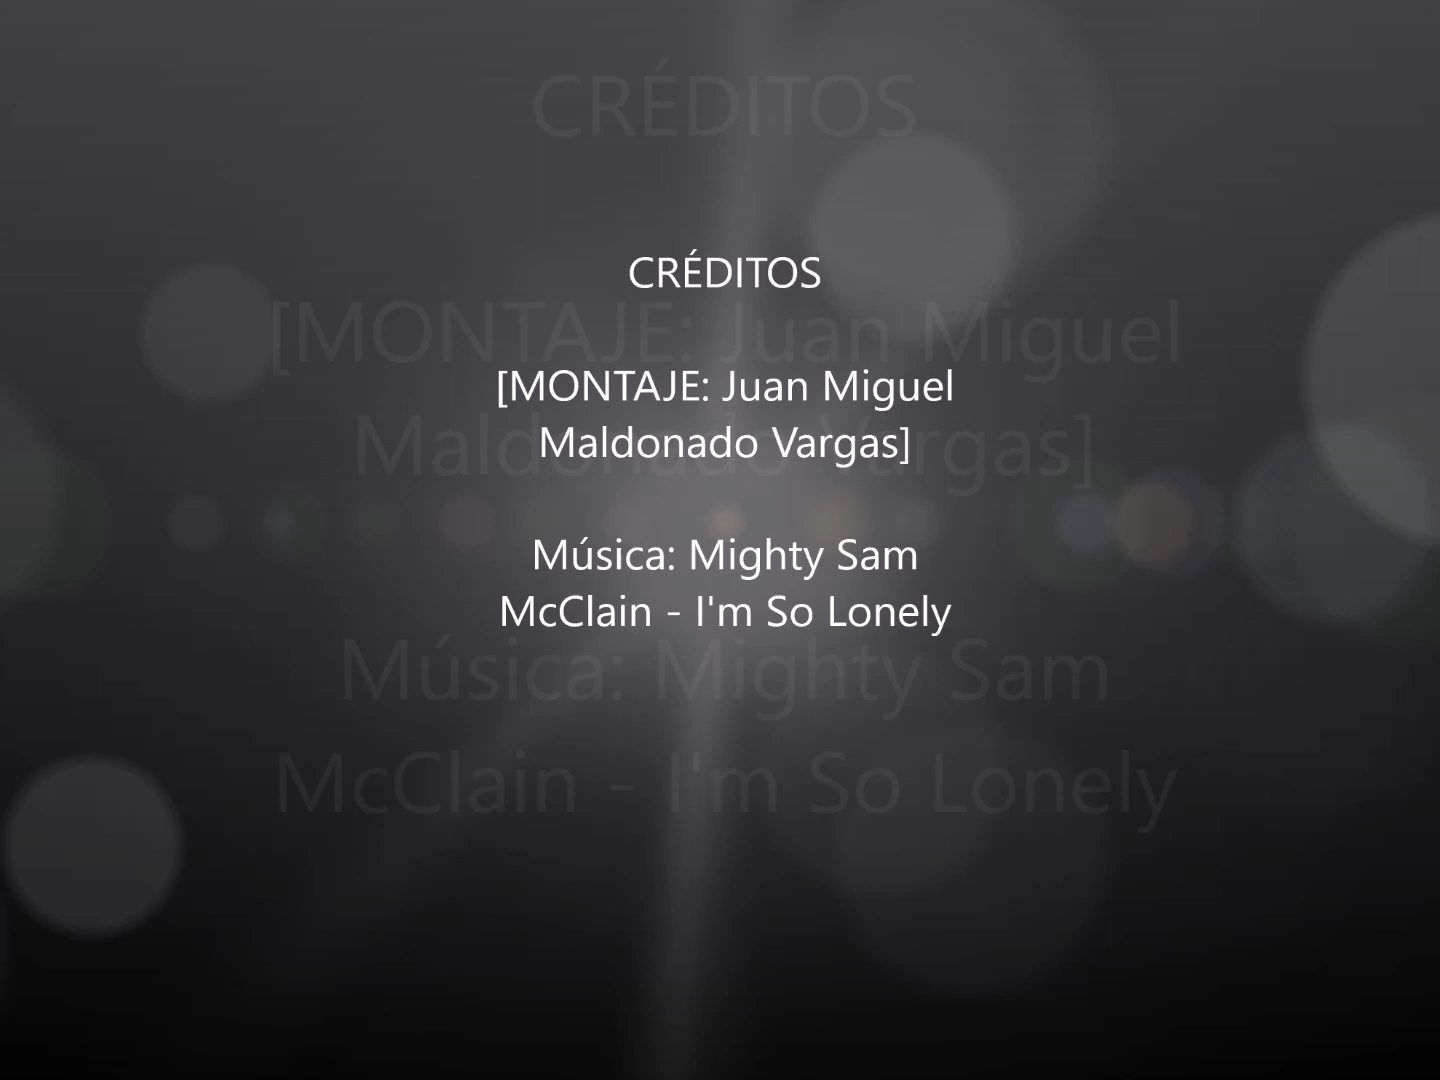 CRÉDITOS
[MONTAJE: Juan Miguel
Maldonado Vargas]
Música: Mighty Sam
McClain - I'm So Lonely